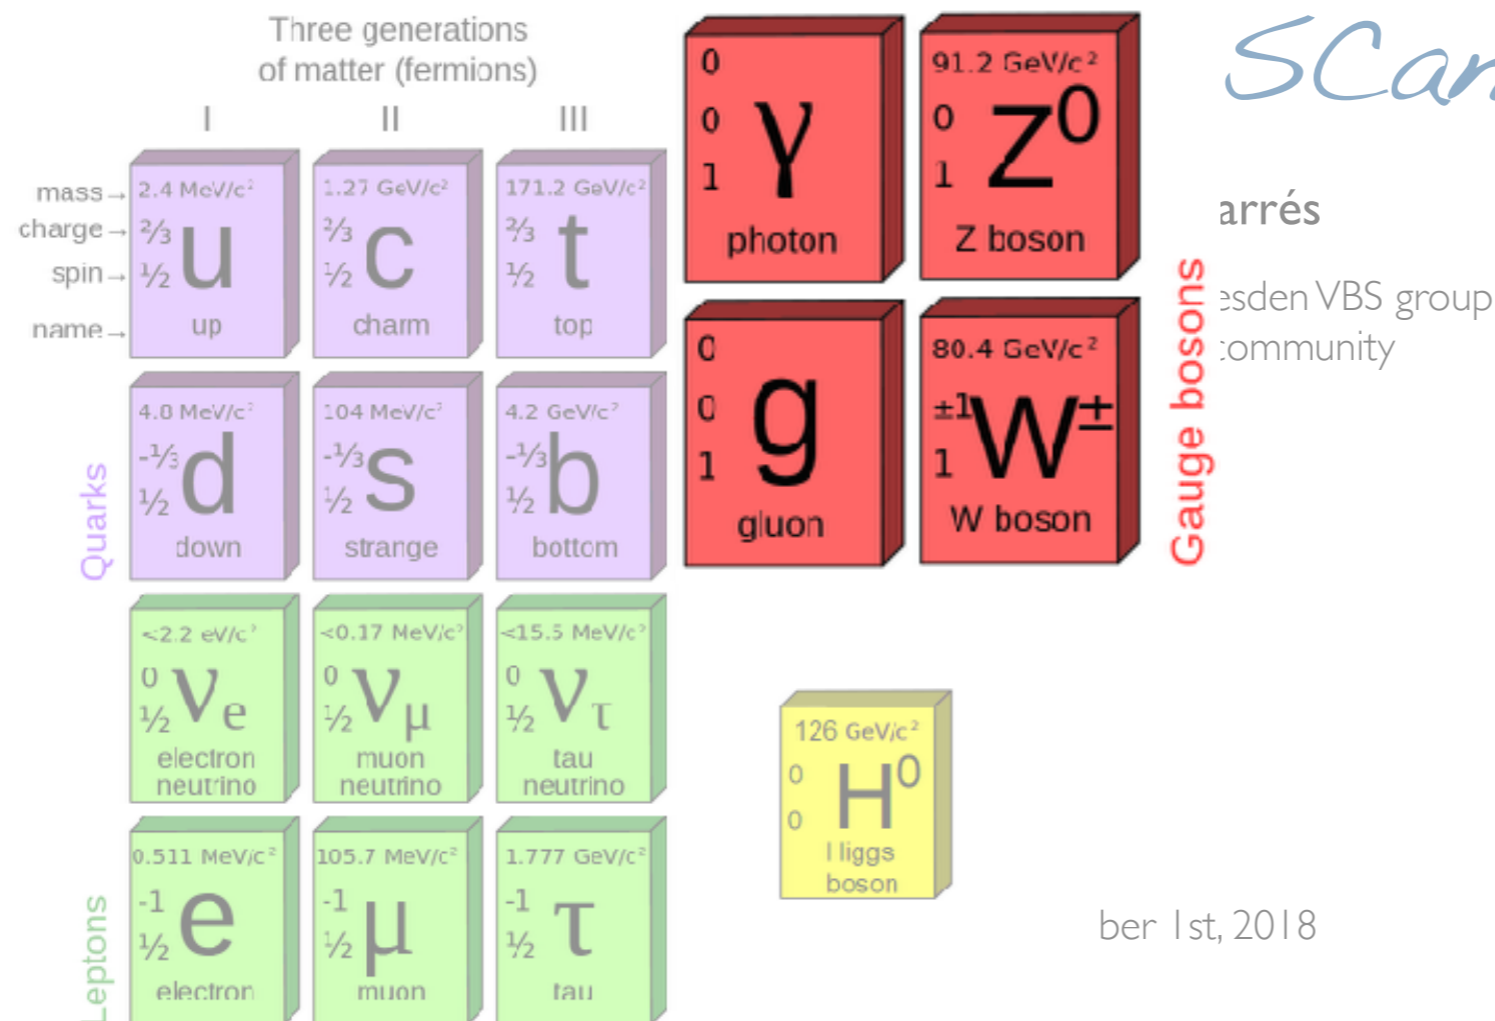 Three generations
of matter (fermions)
I II III
mass
charge
spin
name
2.4 MeV/c²
⅔
½
u
up
1.27 GeV/c²
⅔
½
c
charm
171.2 GeV/c²
⅔
½
t
top
0
0
1
γ
photon
91.2 GeV/c²
0
1
Z⁰
Z boson
Quarks
4.8 MeV/c²
-⅓
½
d
down
104 MeV/c²
-⅓
½
s
strange
4.2 GeV/c²
-⅓
½
b
bottom
0
0
1
g
gluon
80.4 GeV/c²
±1
1
W±
W boson
Gauge bosons
<2.2 eV/c²
0
½
νe
electron
neutrino
<0.17 MeV/c²
0
½
νμ
muon
neutrino
<15.5 MeV/c²
0
½
ντ
tau
neutrino
126 GeV/c²
0
0
H⁰
Higgs
boson
Leptons
0.511 MeV/c²
-1
½
e
electron
105.7 MeV/c²
-1
½
μ
muon
1.777 GeV/c²
-1
½
τ
tau
SCan
arrés
esden VBS group
community
ber 1st, 2018